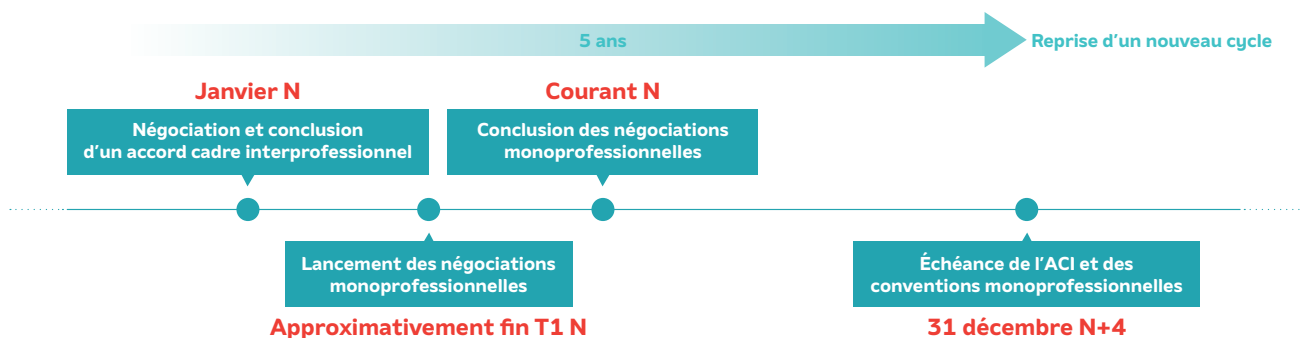 5 ans
Reprise d’un nouveau cycle
Janvier N
Négociation et conclusion
d’un accord cadre interprofessionnel
Courant N
Conclusion des négociations
monoprofessionnelles
Lancement des négociations
monoprofessionnelles
Approximativement fin T1 N
Échéance de l’ACI et des
conventions monoprofessionnelles
31 décembre N+4